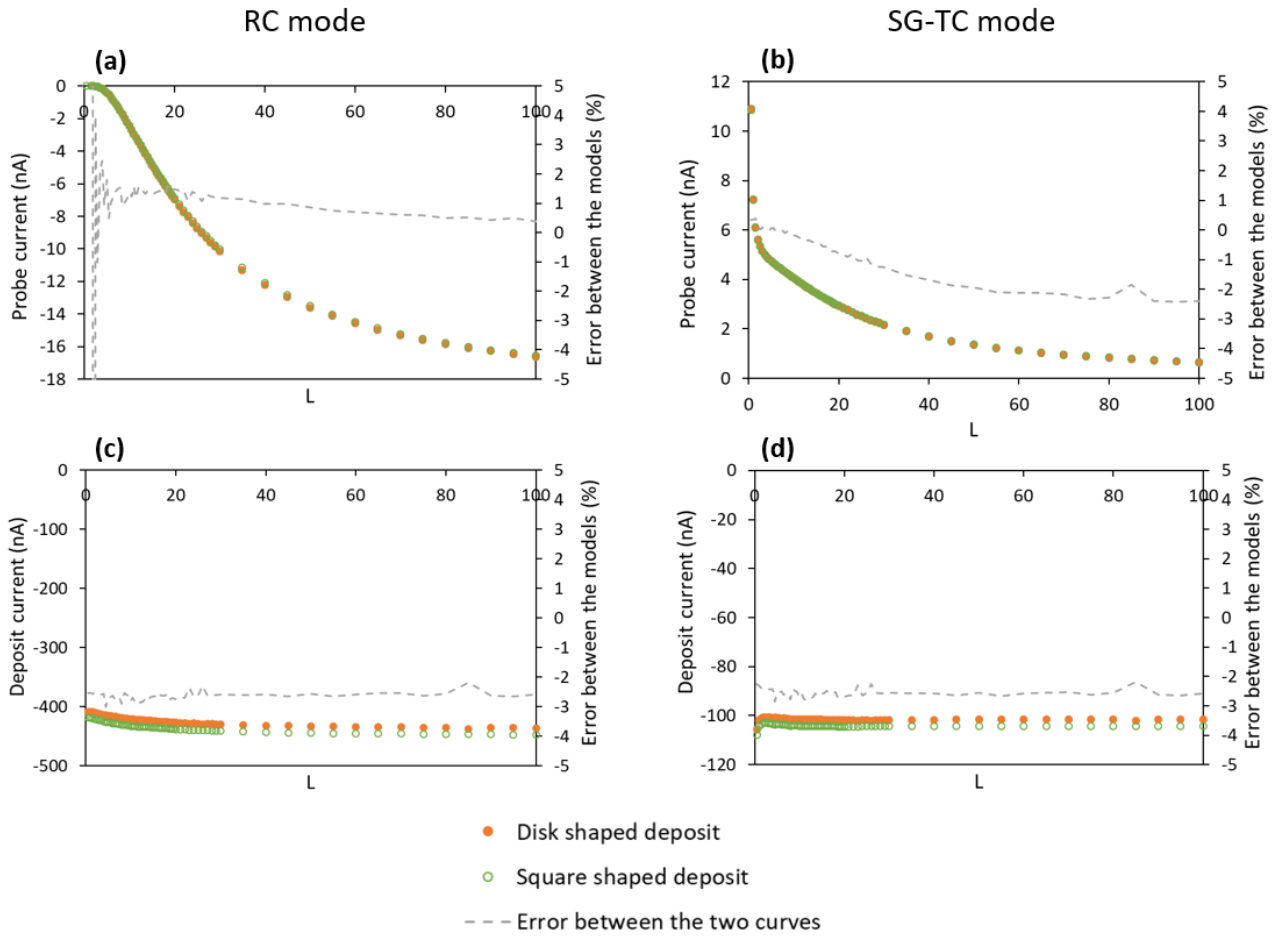 RC mode
SG-TC mode
(a)
(b)
0
-2
-4
-6
-8
-10
-12
-14
-16
-18
0 20 40 60 80 100
5
4
3
2
1
0
-1
-2
-3
-4
-5
Probe current (nA)
Error between the models (%)
L
12
10
8
6
4
2
0
0 20 40 60 80 100
5
4
3
2
1
0
-1
-2
-3
-4
-5
Probe current (nA)
Error between the models (%)
L
(c)
(d)
0
-100
-200
-300
-400
-500
0 20 40 60 80 100
5
4
3
2
1
0
-1
-2
-3
-4
-5
Deposit current (nA)
Error between the models (%)
L
0
-20
-40
-60
-80
-100
-120
0 20 40 60 80 100
5
4
3
2
1
0
-1
-2
-3
-4
-5
Deposit current (nA)
Error between the models (%)
L
Disk shaped deposit
Square shaped deposit
Error between the two curves